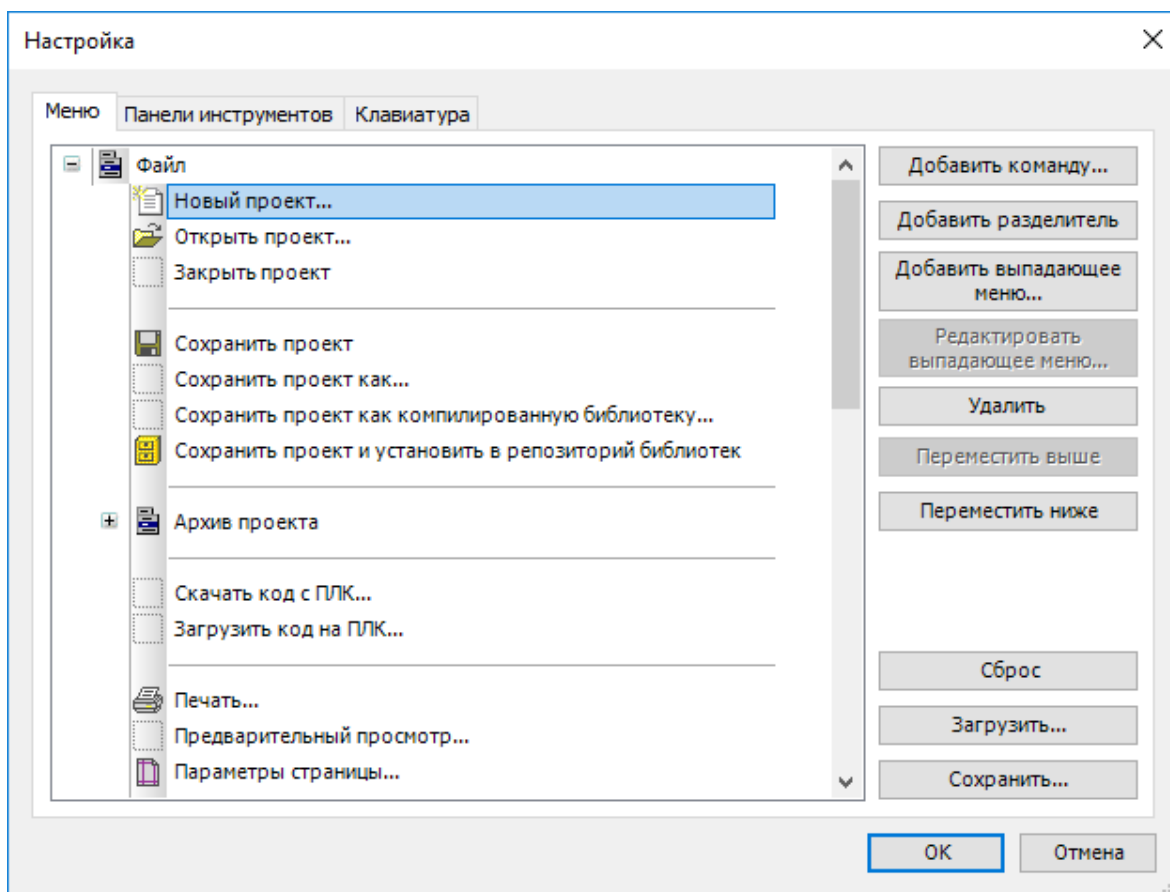 Настройка
Меню
Панели инструментов
Клавиатура
Файл
Новый проект...
Открыть проект...
Закрыть проект
Сохранить проект
Сохранить проект как...
Сохранить проект как компилированную библиотеку...
Сохранить проект и установить в репозиторий библиотек
Архив проекта
Скачать код с ПЛК...
Загрузить код на ПЛК...
Печать...
Предварительный просмотр...
Параметры страницы...
Добавить команду...
Добавить разделитель
Добавить выпадающее
меню...
Редактировать
выпадающее меню...
Удалить
Переместить выше
Переместить ниже
Сброс
Загрузить...
Сохранить...
ОК
Отмена